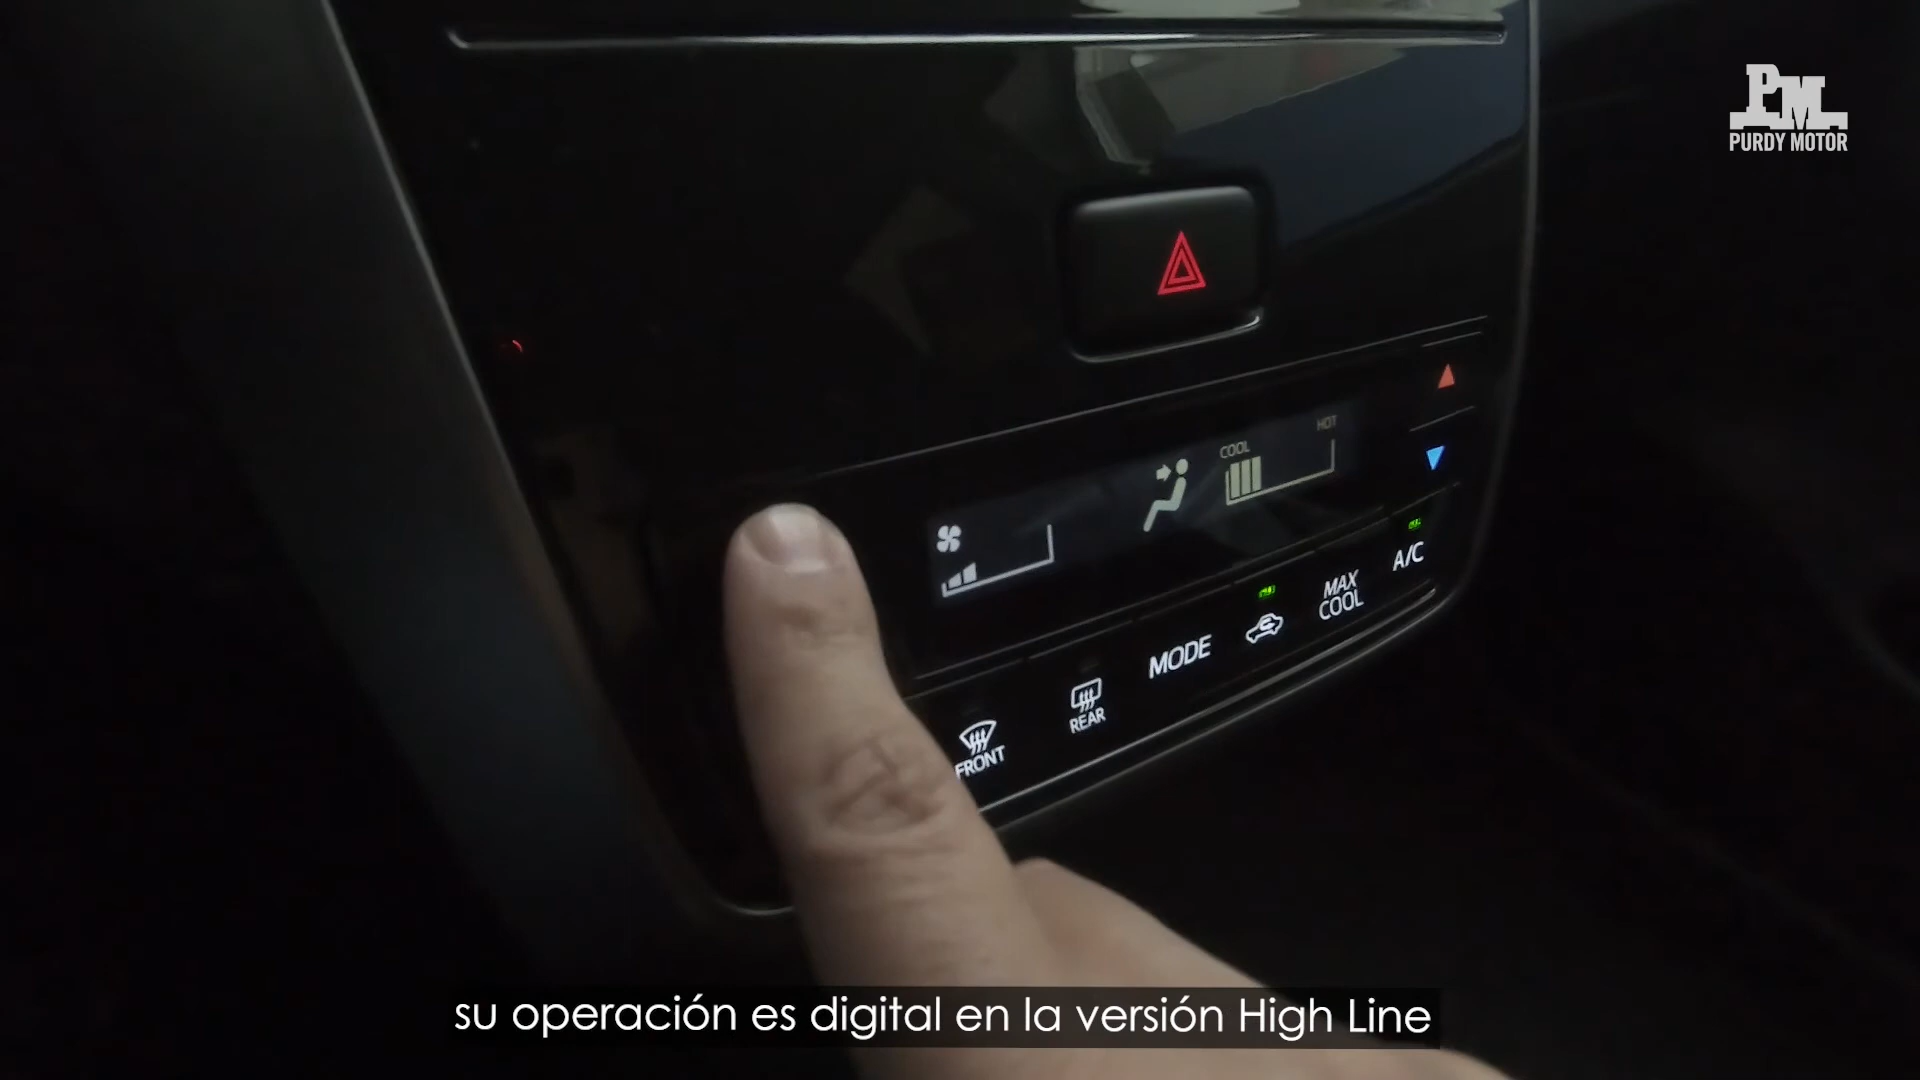 PM
PURDY MOTOR
HOT
COOL
A/C
MAX
COOL
MODE
REAR
FRONT
su operación es digital en la versión High Line